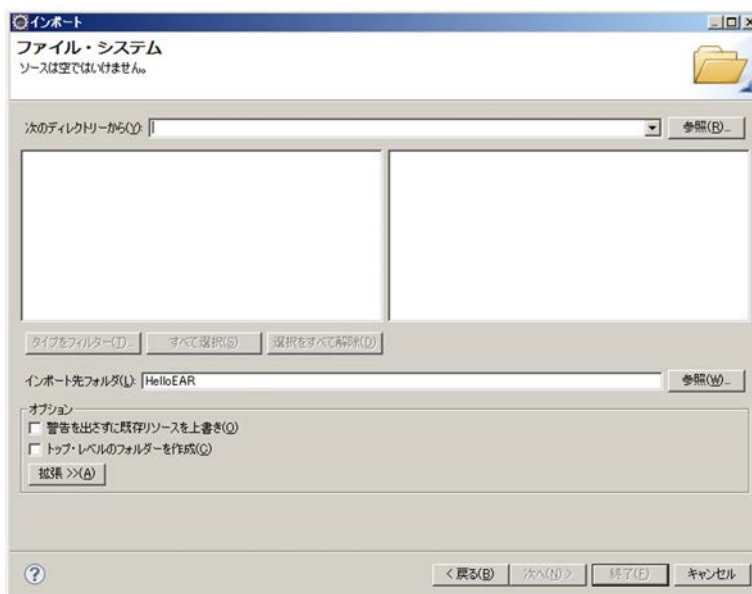 インポート
ファイル・システム
ソースは空ではいけません。
次のディレクトリーから(Y):
参照(R)...
タイプをフィルター(T)...
すべて選択(S)
選択をすべて解除(D)
インポート先フォルダ(L):
HelloEAR
参照(W)...
オプション
警告を出さずに既存リソースを上書き(O)
トップ・レベルのフォルダーを作成(C)
拡張 >>(A)
?
< 戻る(B)
次へ(N) >
終了(F)
キャンセル